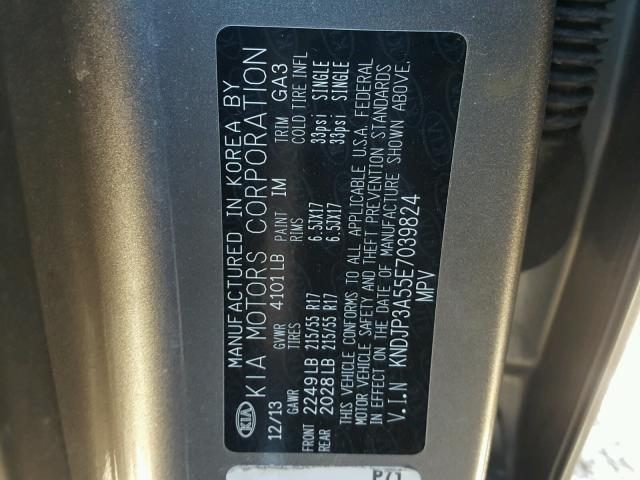 MANUFACTURED IN KOREA BY
KIA KIA MOTORS CORPORATION
12/13 GVWR 4101LB PAINT IM TRIM GA3
GAWR TIRES RIMS COLD TIRE INFL
FRONT 2249LB 215/55 R17 6.5JX17 33psi SINGLE
REAR 2028LB 215/55 R17 6.5JX17 33psi SINGLE
THIS VEHICLE CONFORMS TO ALL APPLICABLE U.S.A. FEDERAL
MOTOR VEHICLE SAFETY AND THEFT PREVENTION STANDARDS
IN EFFECT ON THE DATE OF MANUFACTURE SHOWN ABOVE.
V.I.N KNDJP3A55E7039824
MPV